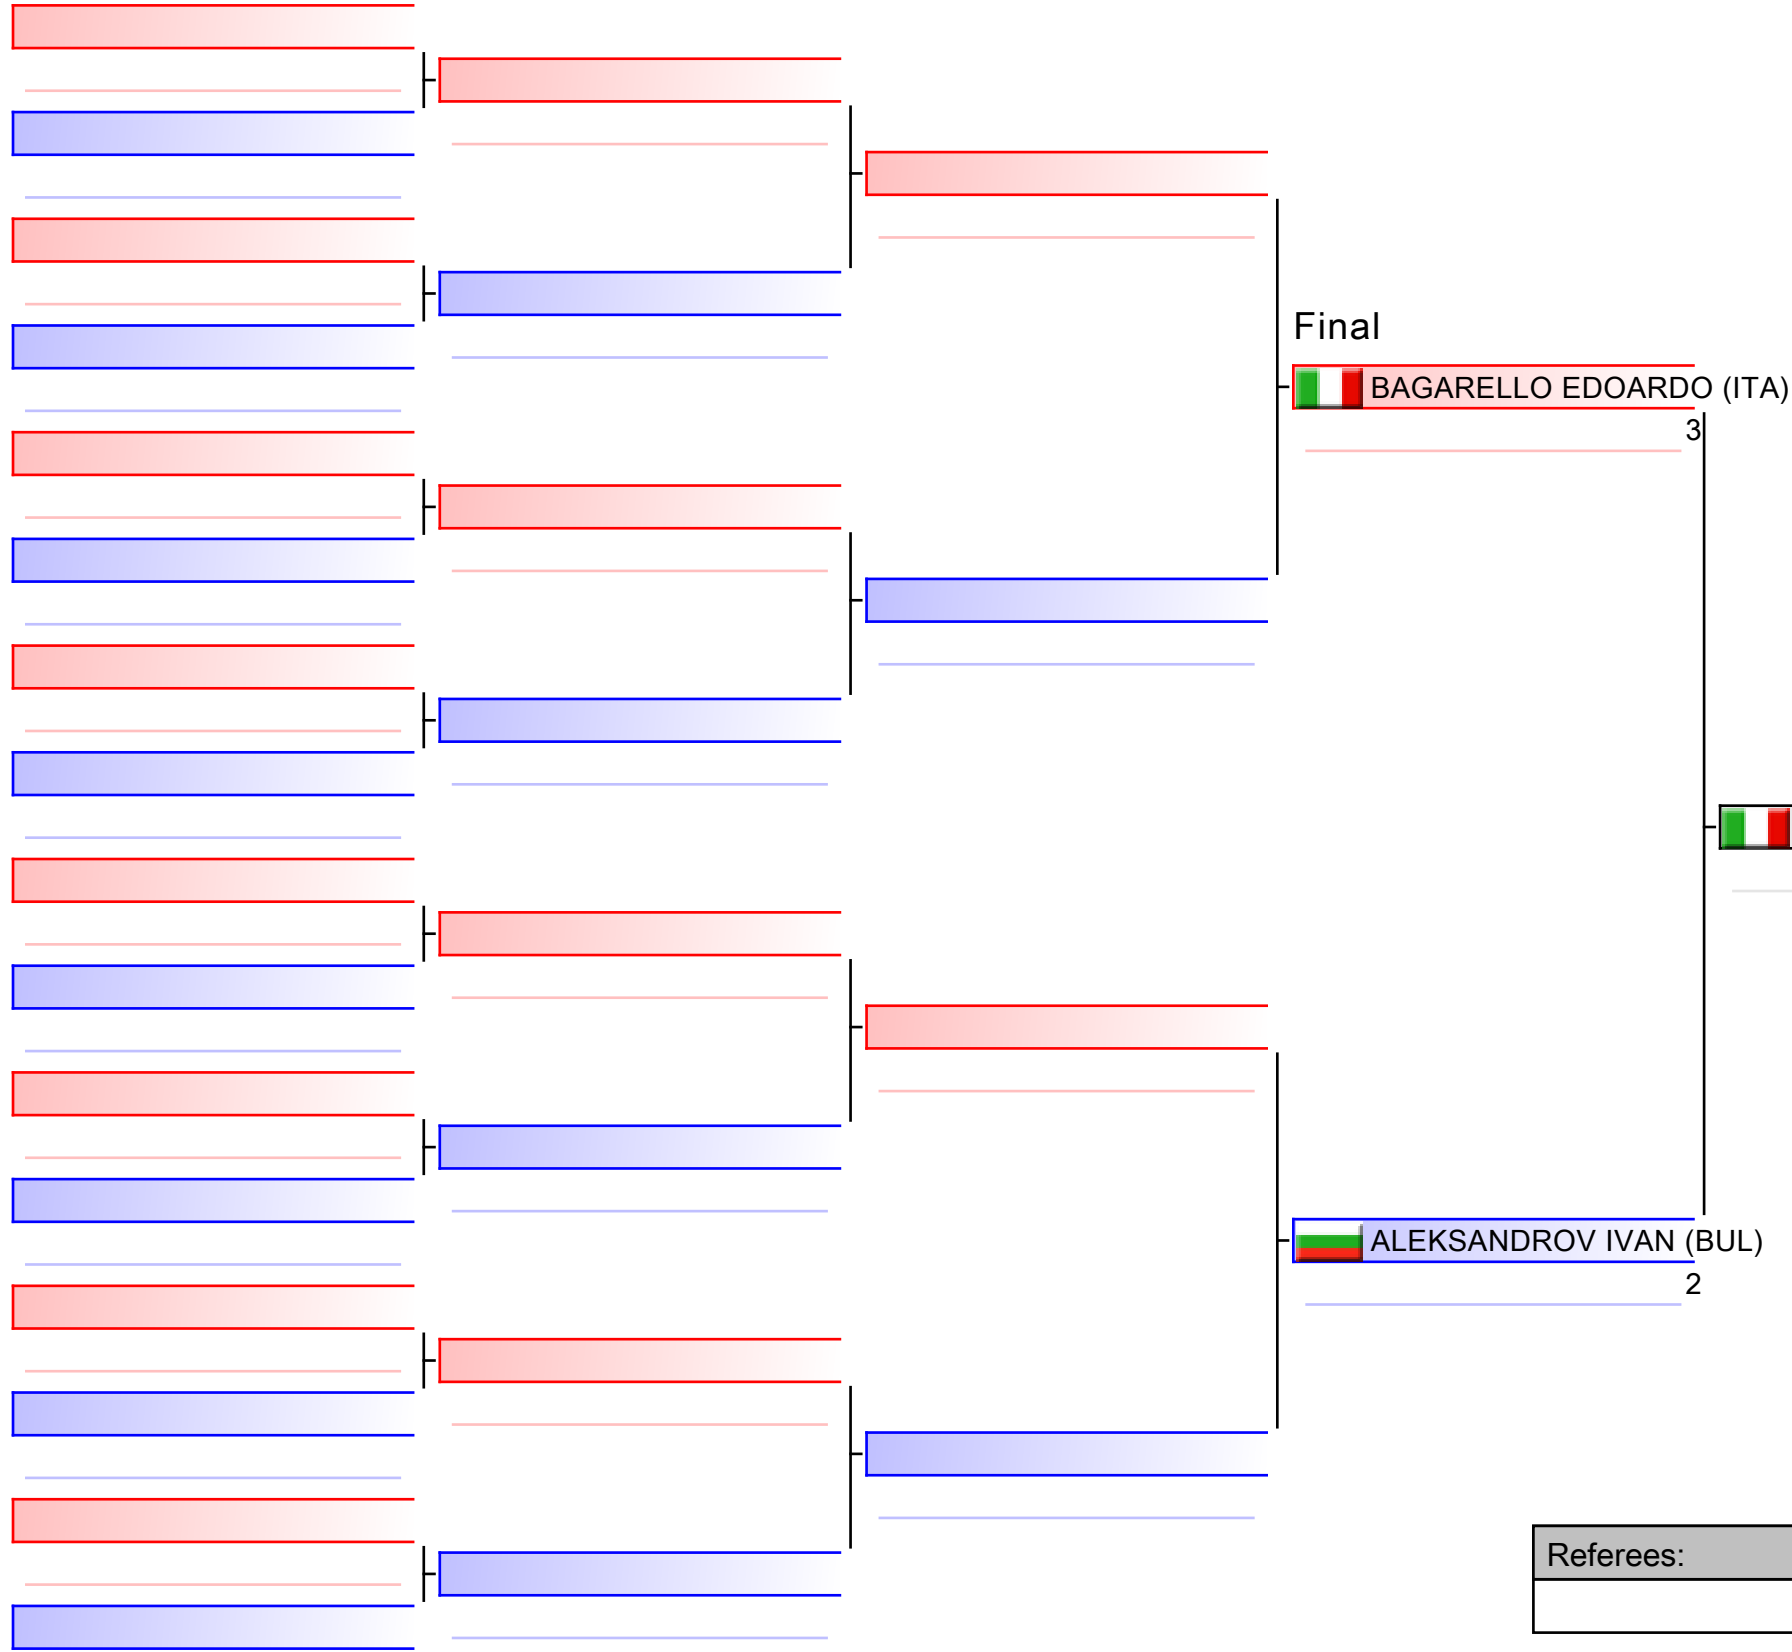 Final
BAGARELLO EDOARDO (ITA)
3
ALEKSANDROV IVAN (BUL)
2
Referees: